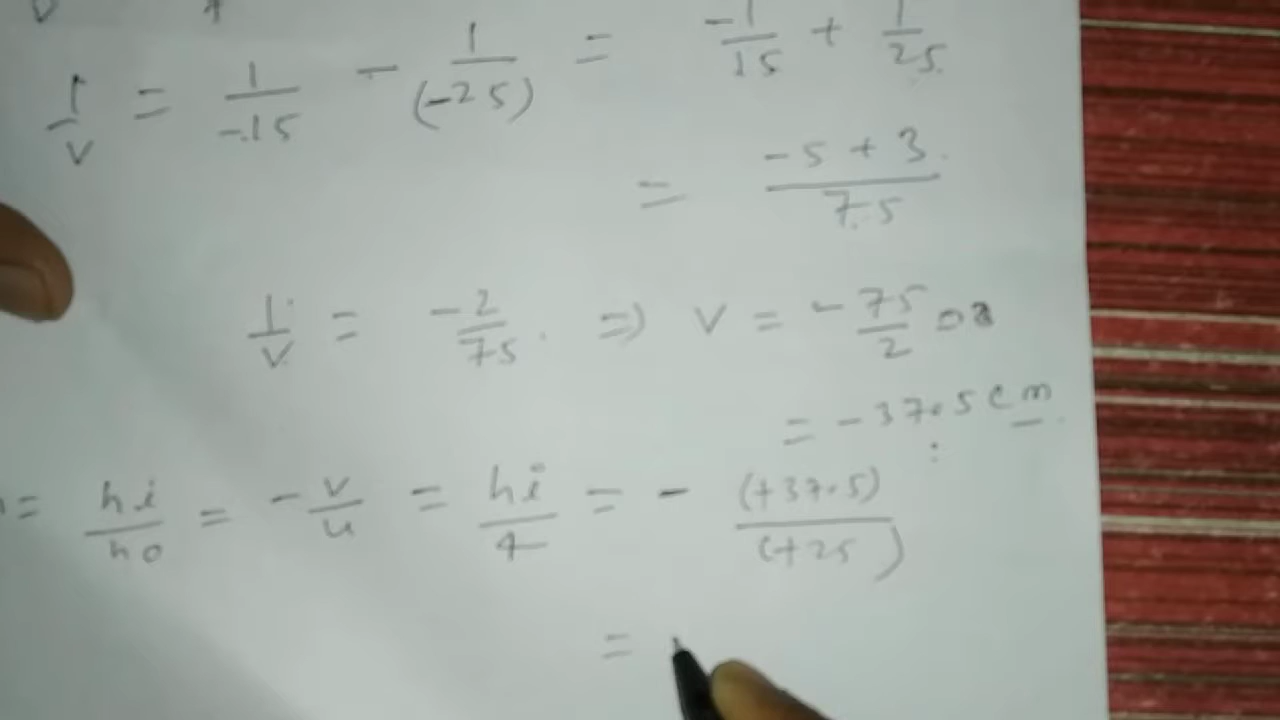 1/v = 1/-15 - 1/(-25) = -1/15 + 1/25
= -5 + 3/75
1/v = -2/75 => v = -75/2 or
= -37.5 cm
= hi/ho = -v/u = hi/4 = - (+37.5)/(+25)
=